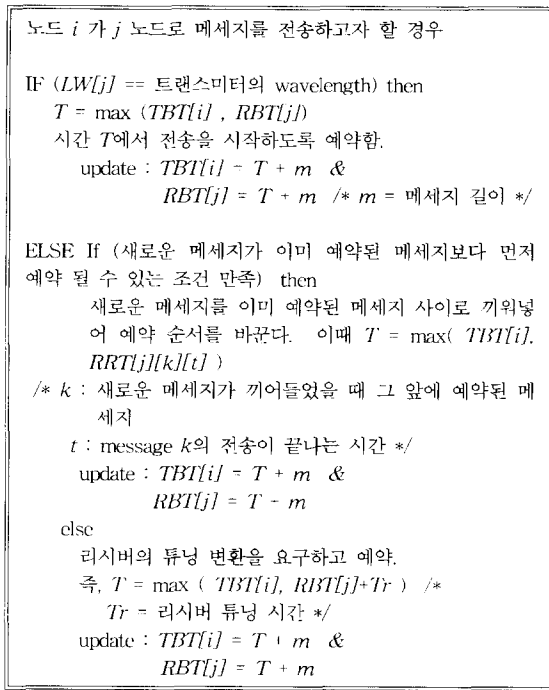 노드 i 가 j 노드로 메세지를 전송하고자 할 경우
IF (LW[j] == 트랜스미터의 wavelength) then
T = max (TBT[i] , RBT[j])
시간 T에서 전송을 시작하도록 예약함.
update : TBT[i] = T + m &
RBT[j] = T + m /* m = 메세지 길이 */
ELSE If (새로운 메세지가 이미 예약된 메세지보다 먼저
예약 될 수 있는 조건 만족) then
새로운 메세지를 이미 예약된 메세지 사이로 끼워넣
어 예약 순서를 바꾼다. 이때 T = max( TBT[i],
RRT[j][k][t] )
/* k : 새로운 메세지가 끼어들었을 때 그 앞에 예약된 메
세지
t : message k의 전송이 끝나는 시간 */
update : TBT[i] = T + m &
RBT[j] = T - m
else
리시버의 튜닝 변환을 요구하고 예약.
즉, T = max ( TBT[i], RBT[j]+Tr ) /*
Tr = 리시버 튜닝 시간 */
update : TBT[i] = T + m &
RBT[j] = T + m